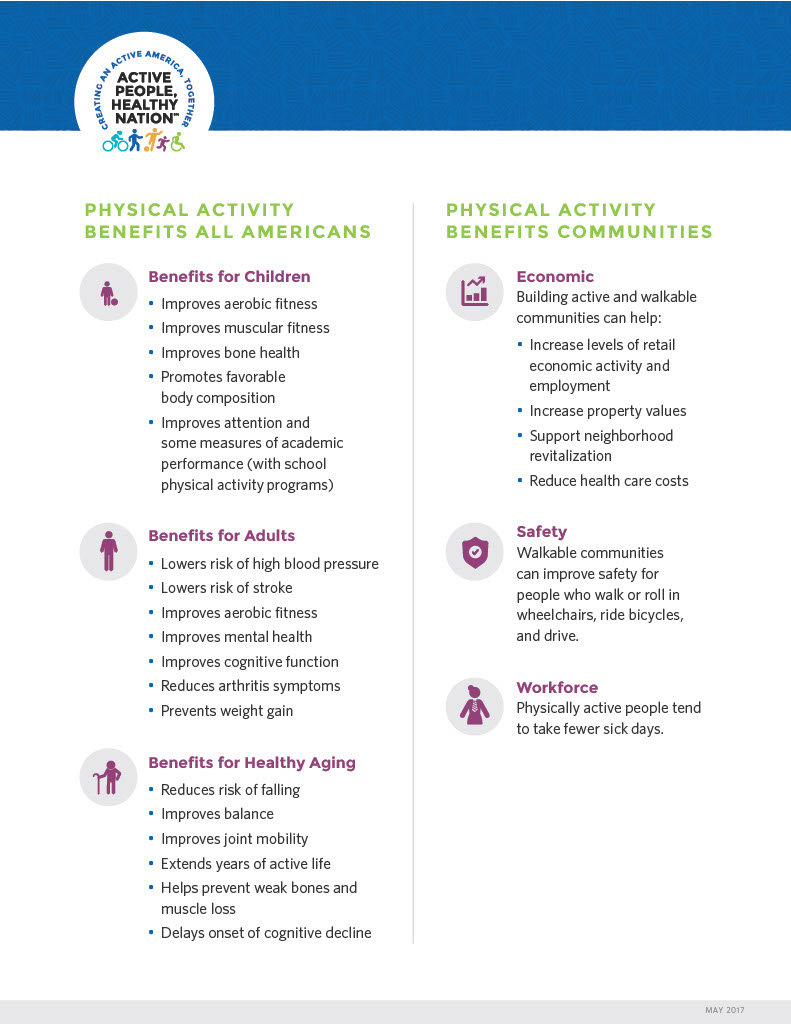 CREATING AN ACTIVE AMERICA, TOGETHER
ACTIVE
PEOPLE,
HEALTHY
NATION℠
PHYSICAL ACTIVITY
BENEFITS ALL AMERICANS
Benefits for Children
• Improves aerobic fitness
• Improves muscular fitness
• Improves bone health
• Promotes favorable
body composition
• Improves attention and
some measures of academic
performance (with school
physical activity programs)
Benefits for Adults
• Lowers risk of high blood pressure
• Lowers risk of stroke
• Improves aerobic fitness
• Improves mental health
• Improves cognitive function
• Reduces arthritis symptoms
• Prevents weight gain
Benefits for Healthy Aging
• Reduces risk of falling
• Improves balance
• Improves joint mobility
• Extends years of active life
• Helps prevent weak bones and
muscle loss
• Delays onset of cognitive decline
PHYSICAL ACTIVITY
BENEFITS COMMUNITIES
Economic
Building active and walkable
communities can help:
• Increase levels of retail
economic activity and
employment
• Increase property values
• Support neighborhood
revitalization
• Reduce health care costs
Safety
Walkable communities
can improve safety for
people who walk or roll in
wheelchairs, ride bicycles,
and drive.
Workforce
Physically active people tend
to take fewer sick days.
MAY 2017